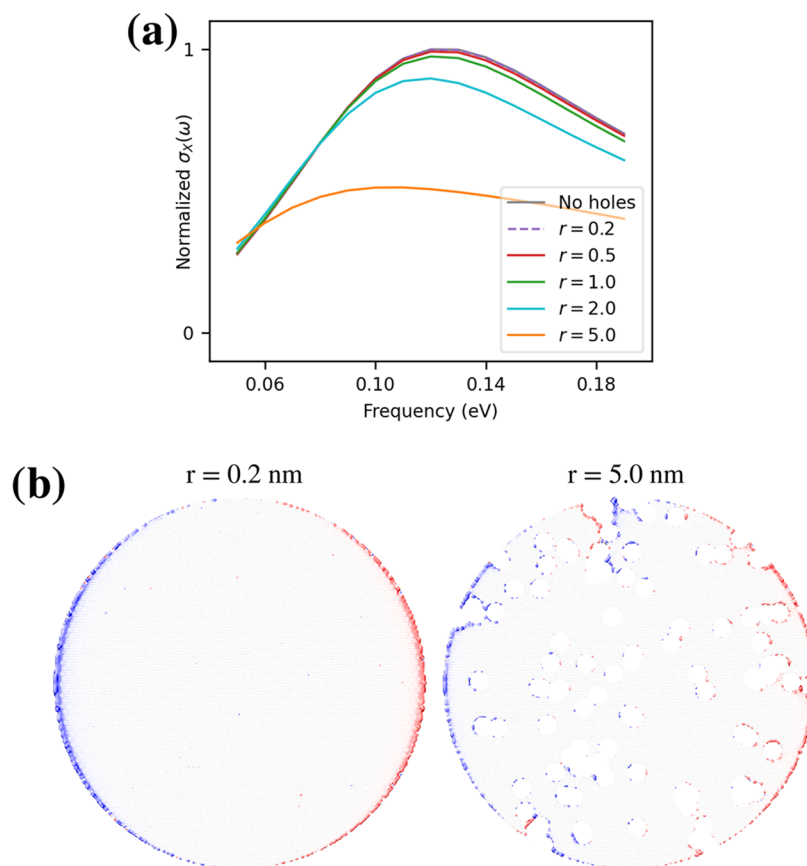 (a)
1
0
Normalized σ_X(ω)
No holes
r = 0.2
r = 0.5
r = 1.0
r = 2.0
r = 5.0
0.06 0.10 0.14 0.18
Frequency (eV)
(b)
r = 0.2 nm
r = 5.0 nm